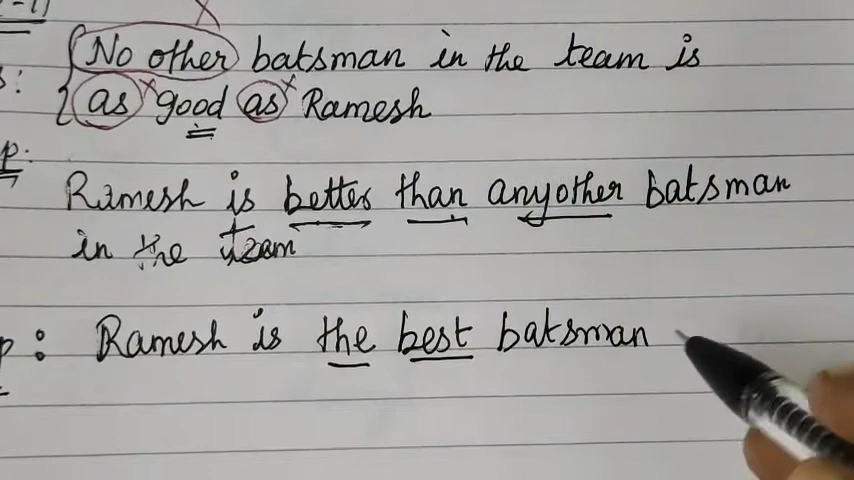 No other batsman in the team is
s: as good as Ramesh
p:
Ramesh is better than anyother batsman
in the team
p: Ramesh is the best batsman